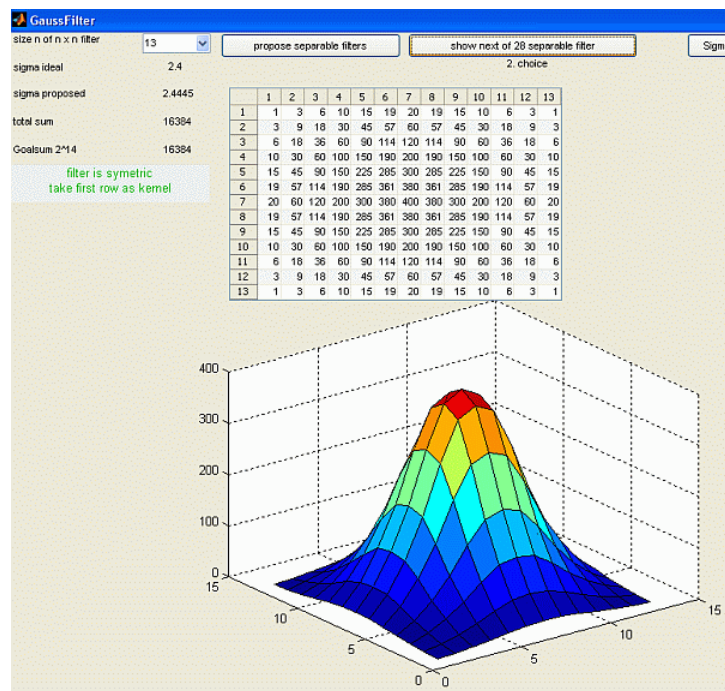 GaussFilter
size n of n x n filter 13 propose separable filters show next of 28 separable filter Sigm
sigma ideal 2.4 2. choice
sigma proposed 2.4445
total sum 16384
Goalsum 2^14 16384
filter is symetric
take first row as kernel
1 2 3 4 5 6 7 8 9 10 11 12 13
1 1 3 6 10 15 19 20 19 15 10 6 3 1
2 3 9 18 30 45 57 60 57 45 30 18 9 3
3 6 18 36 60 90 114 120 114 90 60 36 18 6
4 10 30 60 100 150 190 200 190 150 100 60 30 10
5 15 45 90 150 225 285 300 285 225 150 90 45 15
6 19 57 114 190 285 361 380 361 285 190 114 57 19
7 20 60 120 200 300 380 400 380 300 200 120 60 20
8 19 57 114 190 285 361 380 361 285 190 114 57 19
9 15 45 90 150 225 285 300 285 225 150 90 45 15
10 10 30 60 100 150 190 200 190 150 100 60 30 10
11 6 18 36 60 90 114 120 114 90 60 36 18 6
12 3 9 18 30 45 57 60 57 45 30 18 9 3
13 1 3 6 10 15 19 20 19 15 10 6 3 1
400
300
200
100
0
15
10
5
0
0
5
10
15